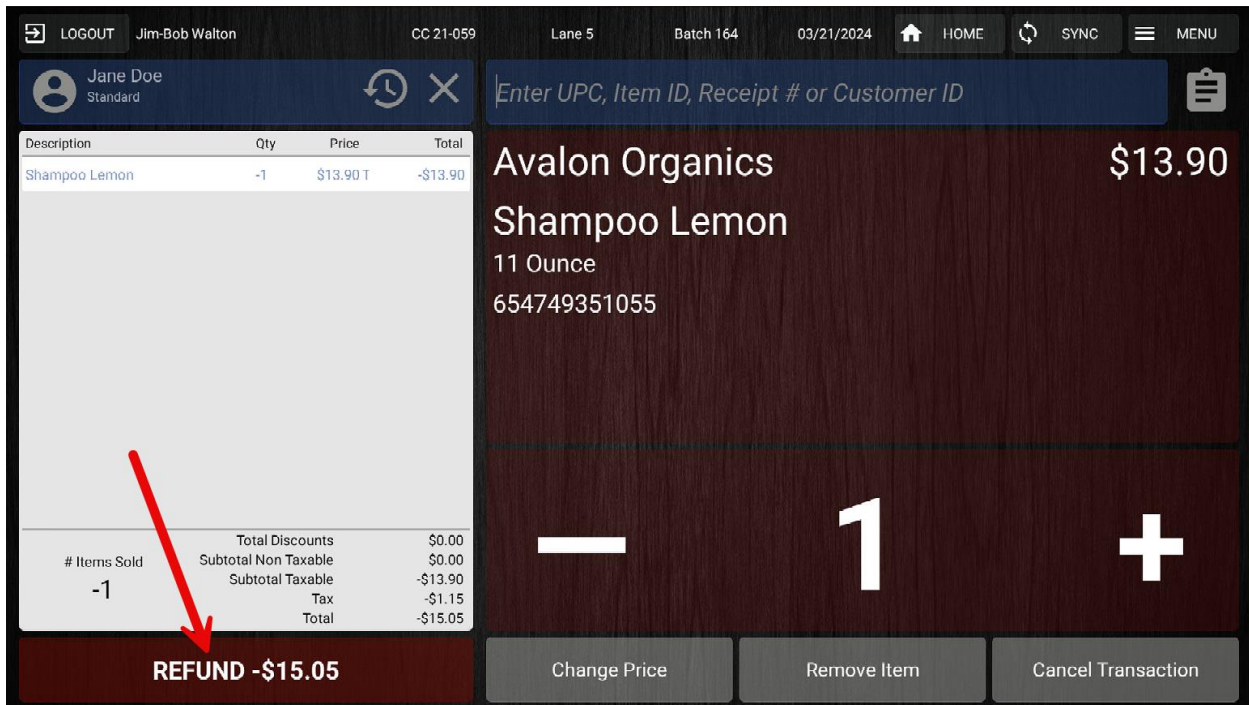 LOGOUT Jim-Bob Walton CC 21-059 Lane 5 Batch 164 03/21/2024 HOME SYNC MENU
Jane Doe
Standard
Enter UPC, Item ID, Receipt # or Customer ID
Description Qty Price Total
Shampoo Lemon -1 $13.90 T -$13.90
Total Discounts $0.00
Subtotal Non Taxable $0.00
Subtotal Taxable -$13.90
Tax -$1.15
Total -$15.05
# Items Sold
-1
REFUND -$15.05
Avalon Organics $13.90
Shampoo Lemon
11 Ounce
654749351055
1
Change Price Remove Item Cancel Transaction